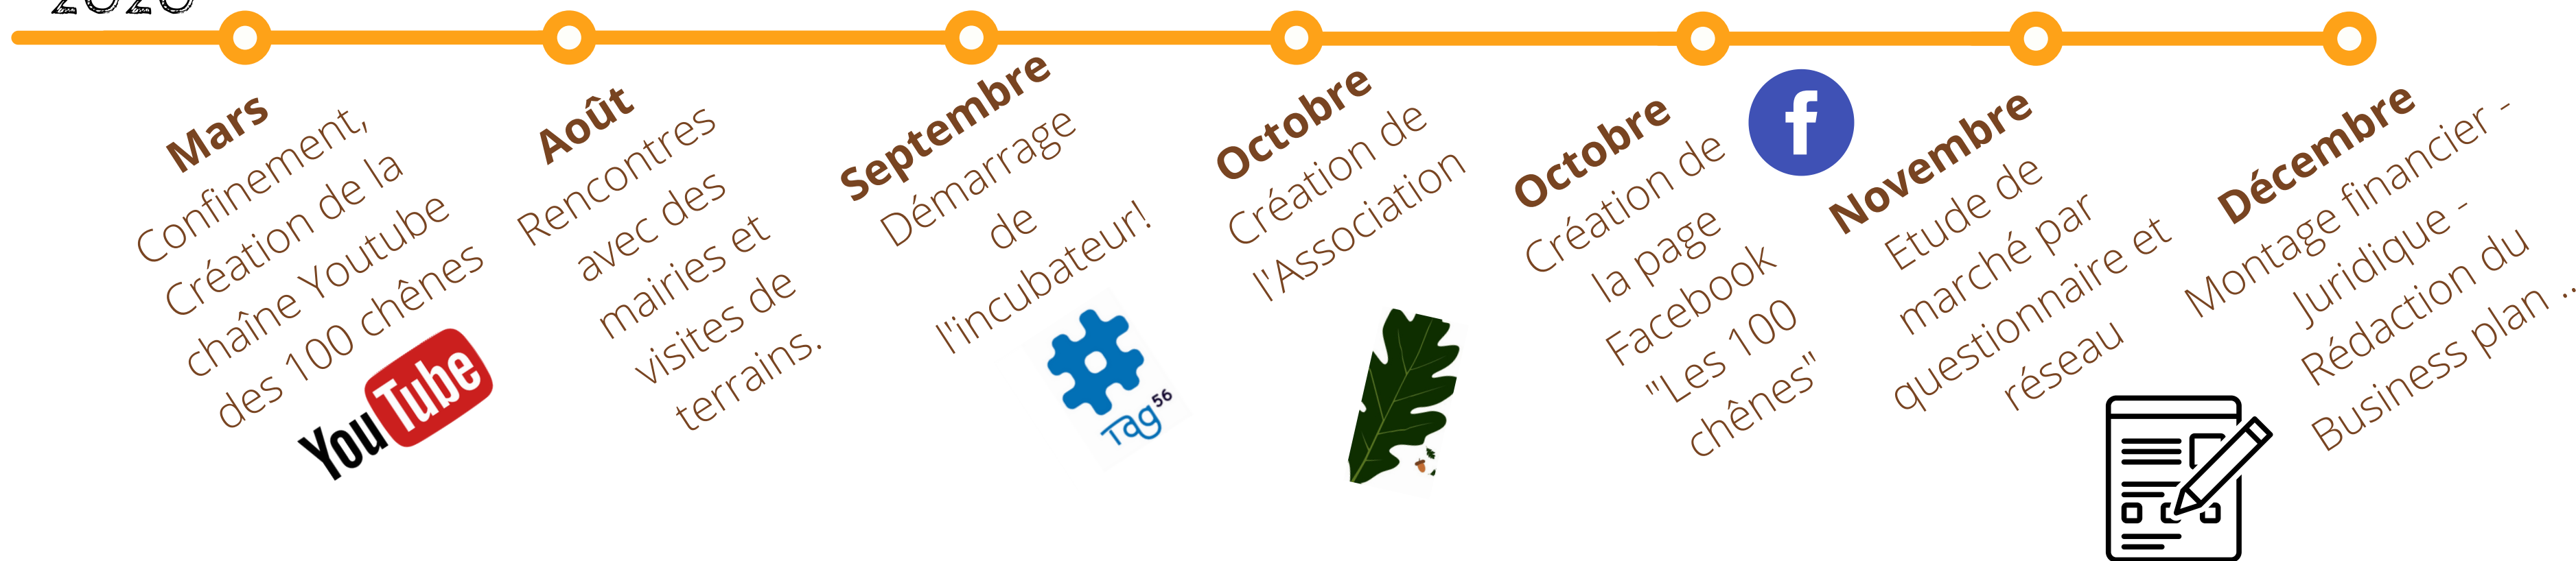 2020
Mars
Confinement,
Création de la
chaîne Youtube
des 100 chênes
YouTube
Août
Rencontres
avec des
mairies et
visites de
terrains.
Septembre
Démarrage
de
l'incubateur!
Tag56
Octobre
Création de
l'Association
Octobre
Création de
la page
Facebook
"Les 100
chênes"
f
Novembre
Etude de
marché par
questionnaire et
réseau
Décembre
Montage financier -
Juridique -
Rédaction du
Business plan ...